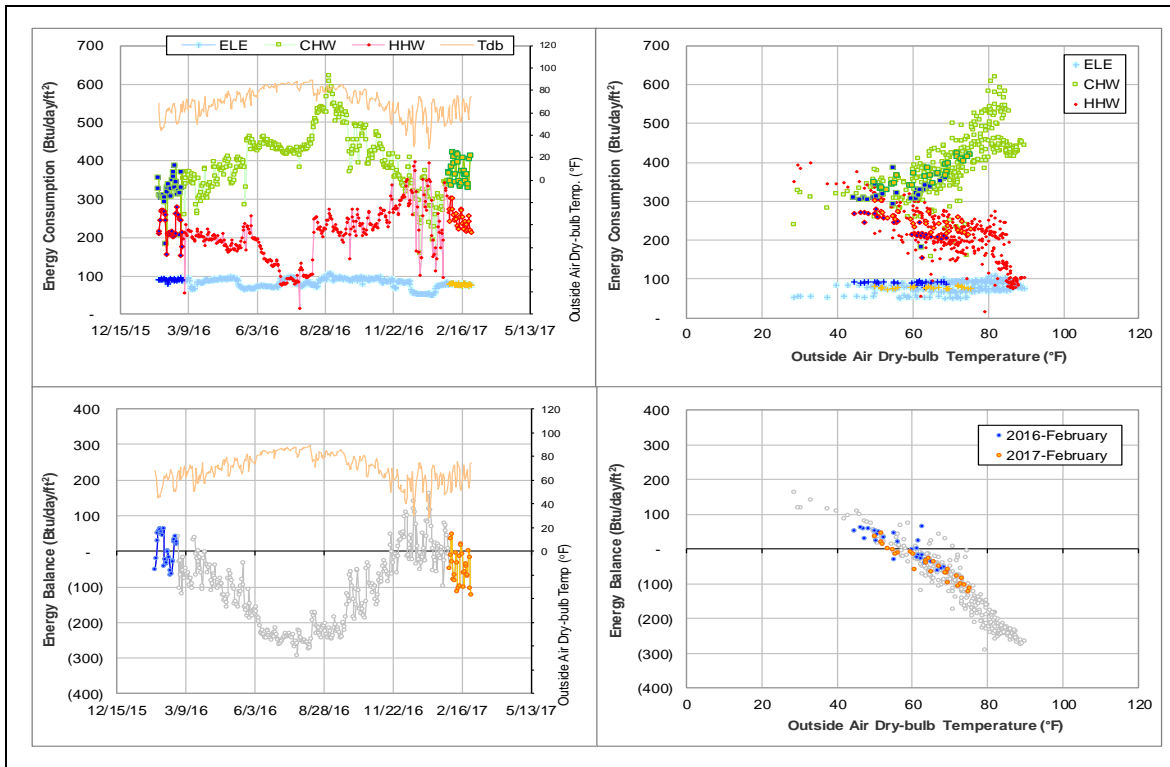 ELE CHW HHW Tdb
Energy Consumption (Btu/day/ft²)
700
600
500
400
300
200
100
-
120
100
80
60
40
20
0
Outside Air Dry-bulb Temp. (°F)
12/15/15 3/9/16 6/3/16 8/28/16 11/22/16 2/16/17 5/13/17
ELE
CHW
HHW
Energy Consumption (Btu/day/ft²)
700
600
500
400
300
200
100
-
0 20 40 60 80 100 120
Outside Air Dry-bulb Temperature (°F)
Energy Balance (Btu/day/ft²)
400
300
200
100
-
(100)
(200)
(300)
(400)
120
100
80
60
40
20
0
Outside Air Dry-bulb Temp (°F)
12/15/15 3/9/16 6/3/16 8/28/16 11/22/16 2/16/17 5/13/17
2016-February
2017-February
Energy Balance (Btu/day/ft²)
400
300
200
100
-
(100)
(200)
(300)
(400)
0 20 40 60 80 100 120
Outside Air Dry-bulb Temperature (°F)